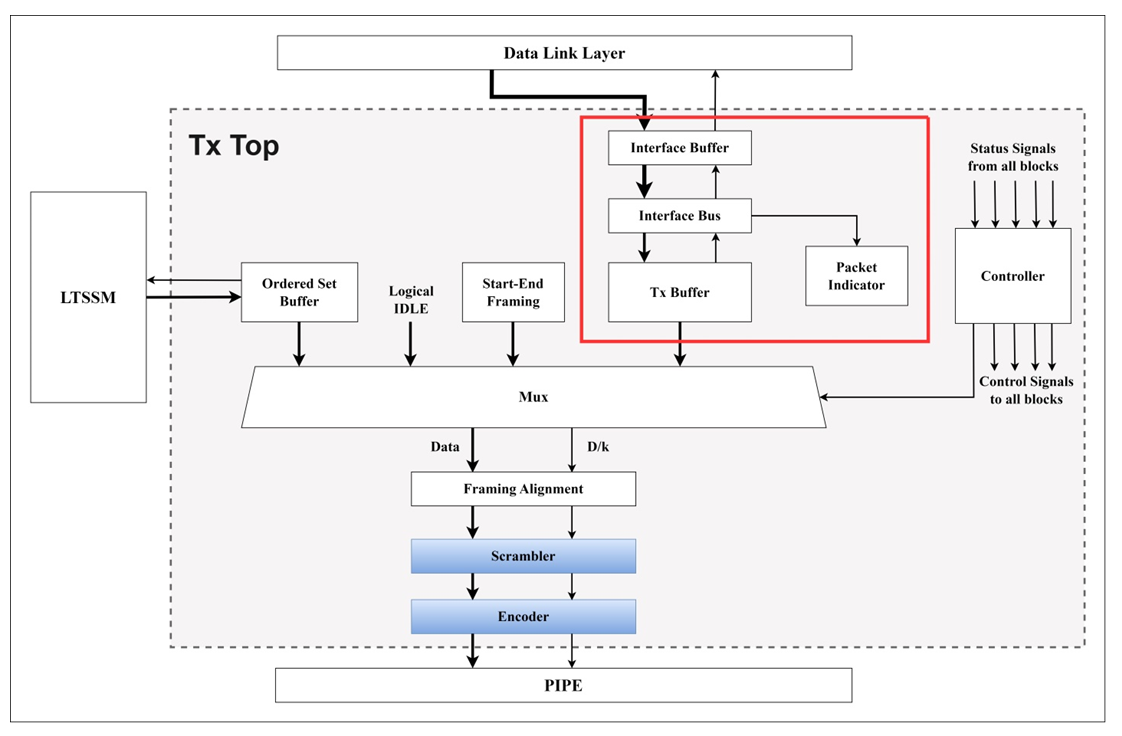 Data Link Layer
Tx Top
Interface Buffer
Status Signals
from all blocks
Interface Bus
Packet
Indicator
Controller
LTSSM
Ordered Set
Buffer
Logical
IDLE
Start-End
Framing
Tx Buffer
Control Signals
to all blocks
Mux
Data
D/k
Framing Alignment
Scrambler
Encoder
PIPE